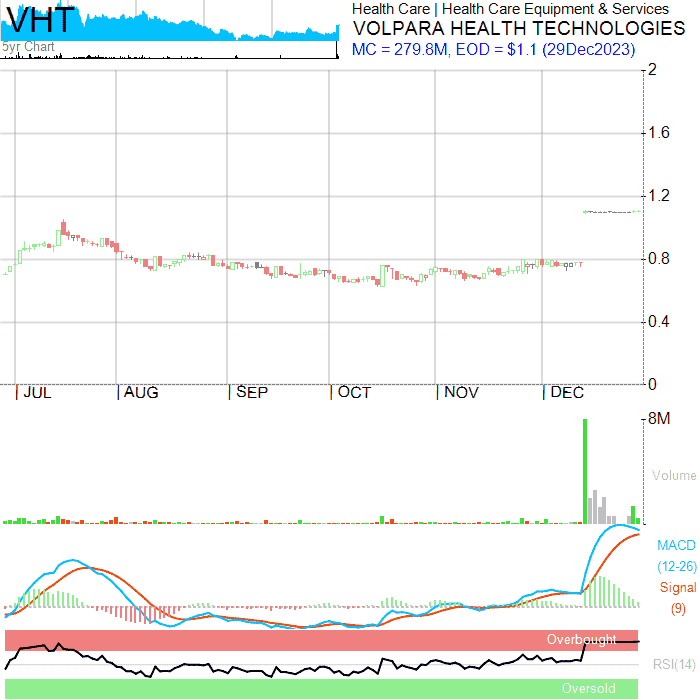 VHT
5yr Chart
Health Care | Health Care Equipment & Services
VOLPARA HEALTH TECHNOLOGIES
MC = 279.8M, EOD = $1.1 (29Dec2023)
2
1.6
1.2
0.8
0.4
0
| JUL | AUG | SEP | OCT | NOV | DEC
8M
Volume
MACD
(12-26)
Signal
(9)
Overbought
RSI(14)
Oversold